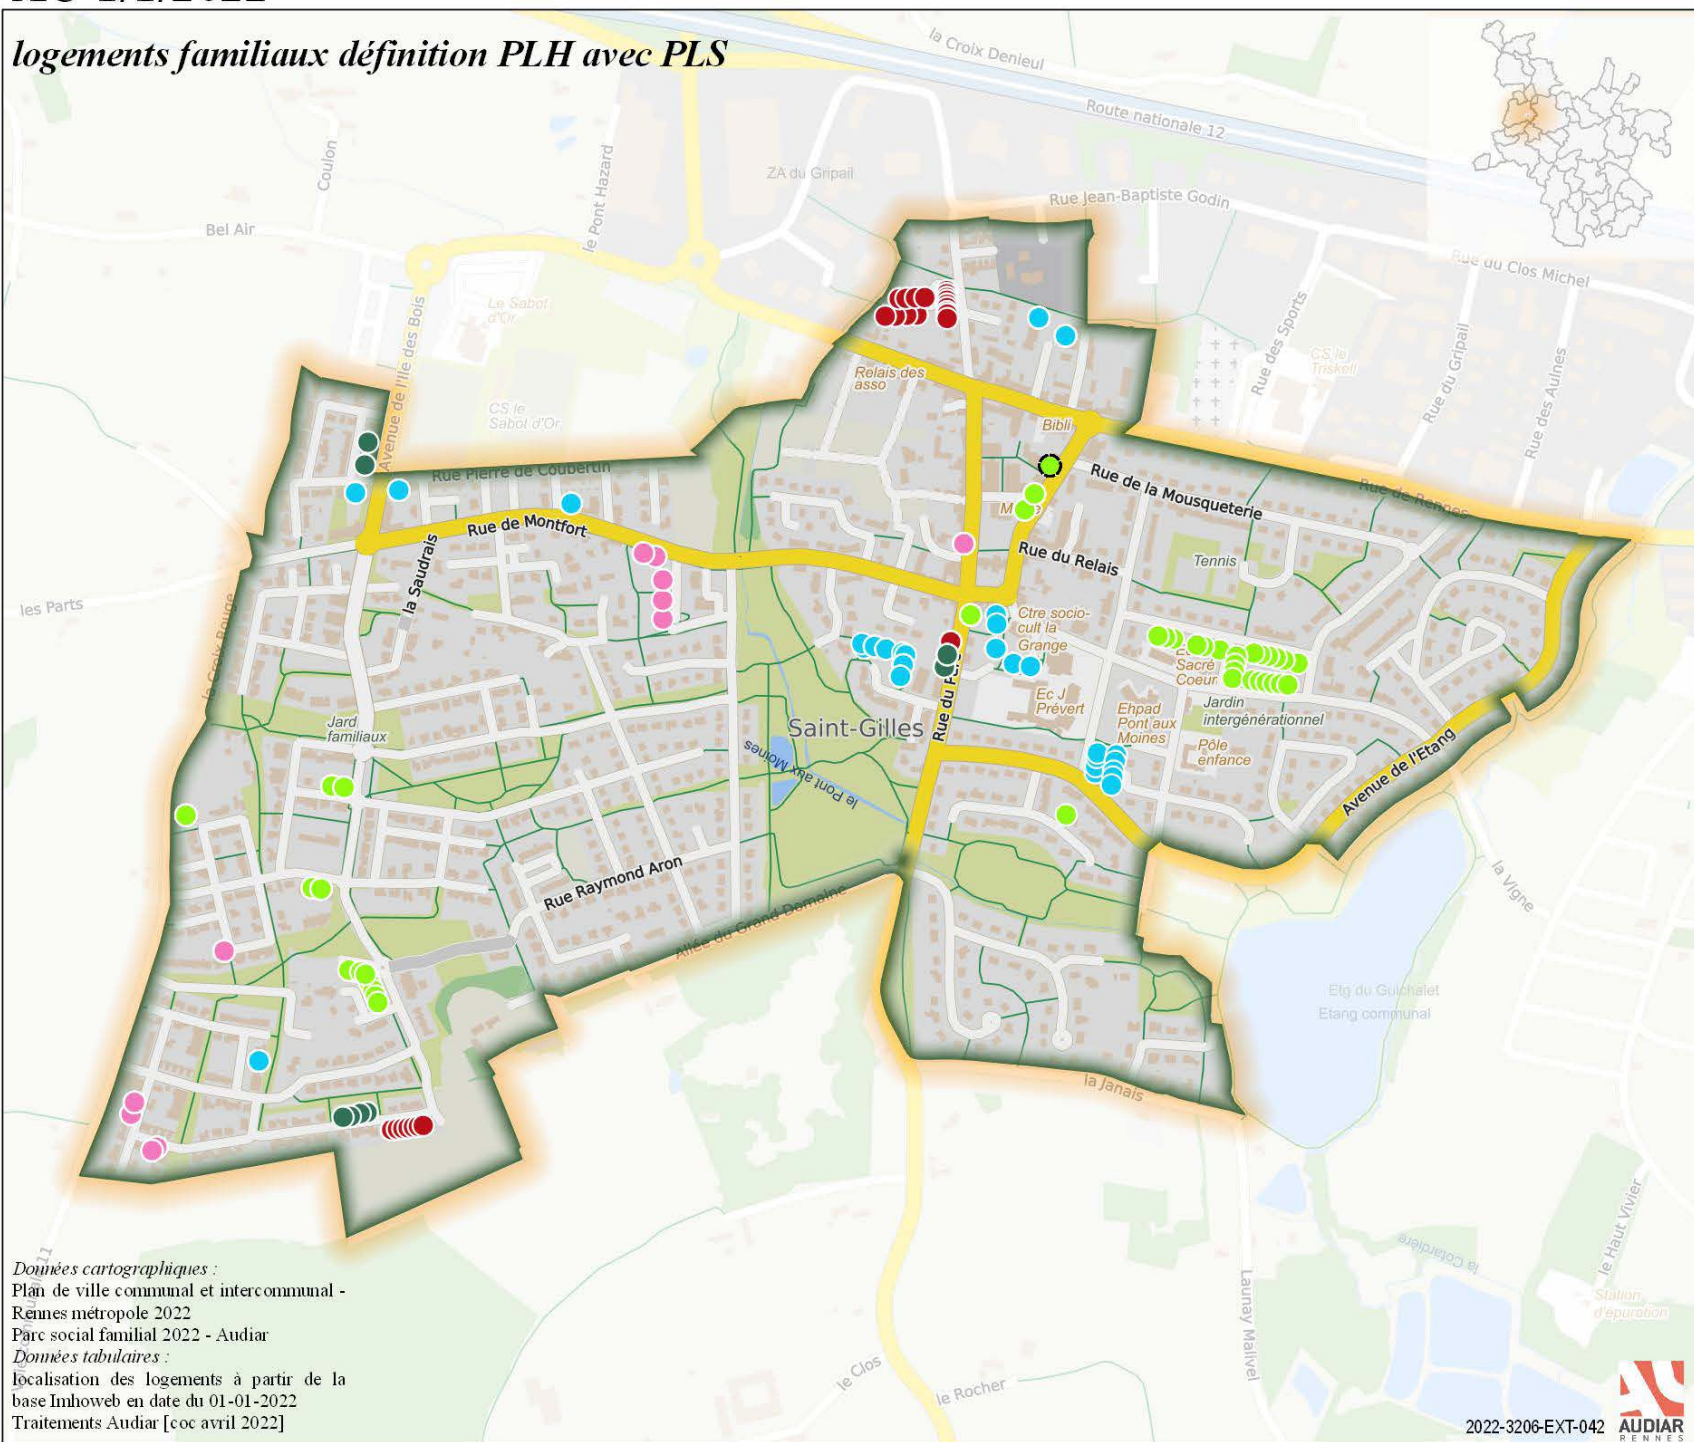 logements familiaux définition PLH avec PLS
la Croix Denieul
Route nationale 12
ZA du Gripail
Rue Jean-Baptiste Godin
Coulon
le Pont Hazard
Bel Air
Rue du Clos Michel
Le Sabot
d'Or
Avenue de l'Ile des Bois
Rue des Sports
CS le
Triskell
Rue du Gripail
Rue des Aulnes
Relais des
asso
CS le
Sabot d'Or
Bibli
Rue Pierre de Coubertin
Rue de la Mousqueterie
Rue de Rennes
Rue de Montfort
la Saudrais
Rue du Relais
Tennis
les Parts
la Croix Rouge
Ctre socio-
cult la
Grange
Sacré
Coeur
Ec J
Prévert
Ehpad
Pont aux
Moines
Jardin
intergénérationnel
Jard
familiaux
Saint-Gilles
Rue du
Pôle
enfance
le Pont aux Moines
Avenue de l'Etang
Rue Raymond Aron
la Vigne
Allée du Grand Domaine
Etg du Guichalet
Etang communal
la Janais
le Haut Vivier
la Cotardière
Launay Malivel
Station
d'épuration
le Clos
le Rocher
Données cartographiques :
Plan de ville communal et intercommunal -
Rennes métropole 2022
Parc social familial 2022 - Audiar
Données tabulaires :
localisation des logements à partir de la
base Imhoweb en date du 01-01-2022
Traitements Audiar [coc avril 2022]
2022-3206-EXT-042
AUDIAR
RENNES